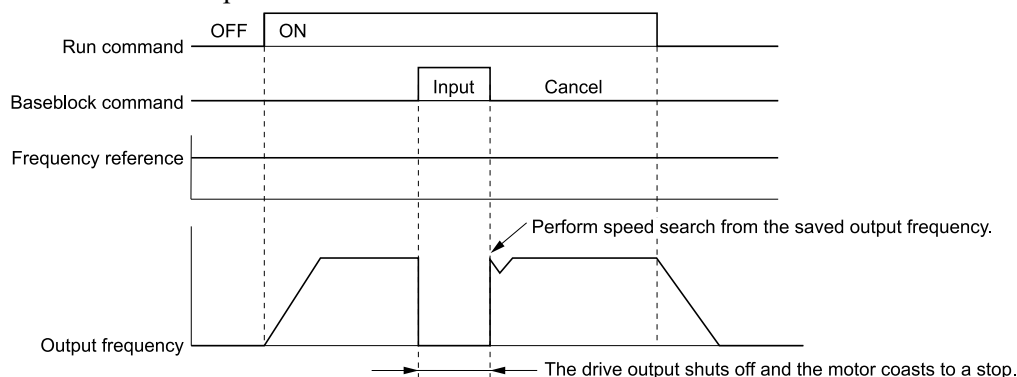 OFF ON
Run command
Input Cancel
Baseblock command
Frequency reference
Perform speed search from the saved output frequency.
Output frequency
The drive output shuts off and the motor coasts to a stop.